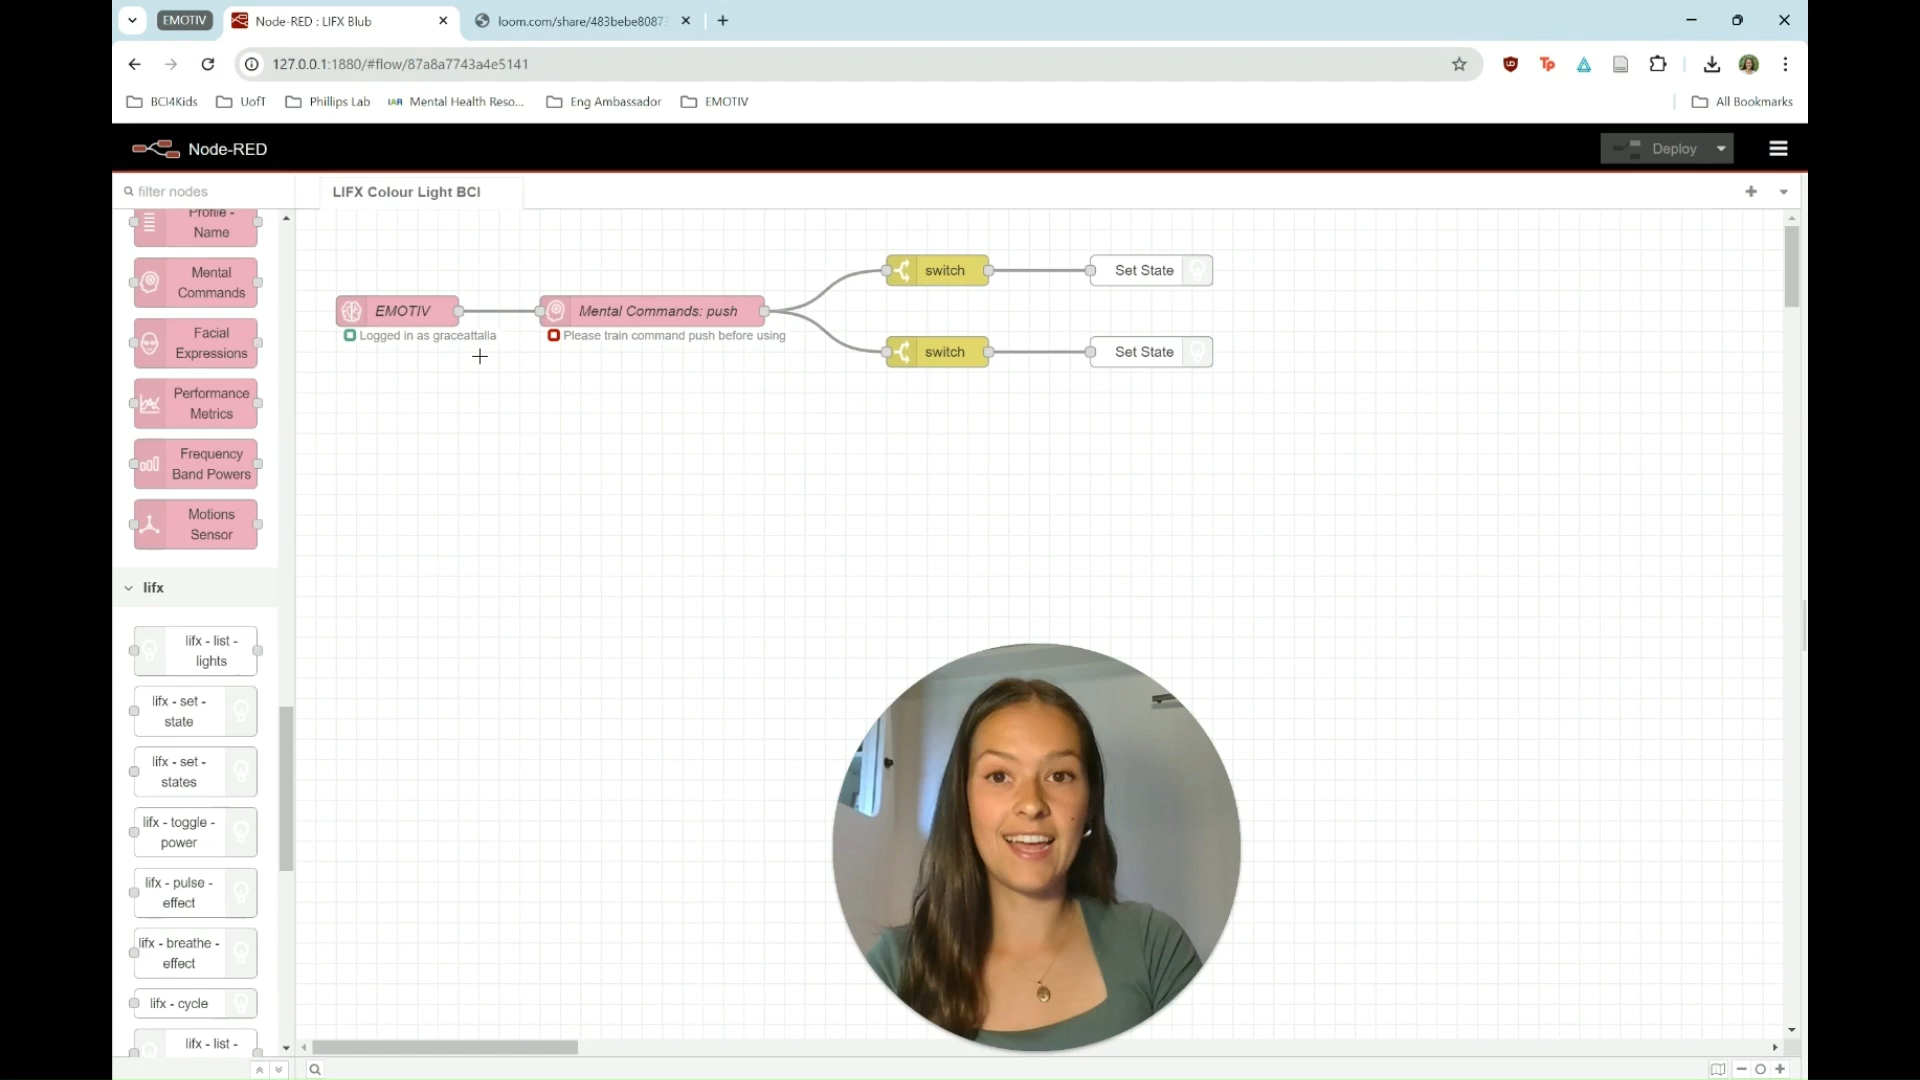 EMOTIV
Node-RED : LIFX Blub
loom.com/share/483bebe8087
127.0.0.1:1880/#flow/87a8a7743a4e5141
BCI4Kids
UofT
Phillips Lab
IAR Mental Health Reso...
Eng Ambassador
EMOTIV
All Bookmarks
Node-RED
Deploy
filter nodes
LIFX Colour Light BCI
Profile -
Name
Mental
Commands
Facial
Expressions
Performance
Metrics
Frequency
Band Powers
Motions
Sensor
lifx
lifx - list -
lights
lifx - set -
state
lifx - set -
states
lifx - toggle -
power
lifx - pulse -
effect
lifx - breathe -
effect
lifx - cycle
lifx - list -
EMOTIV
Logged in as graceattalla
Mental Commands: push
Please train command push before using
switch
Set State
switch
Set State